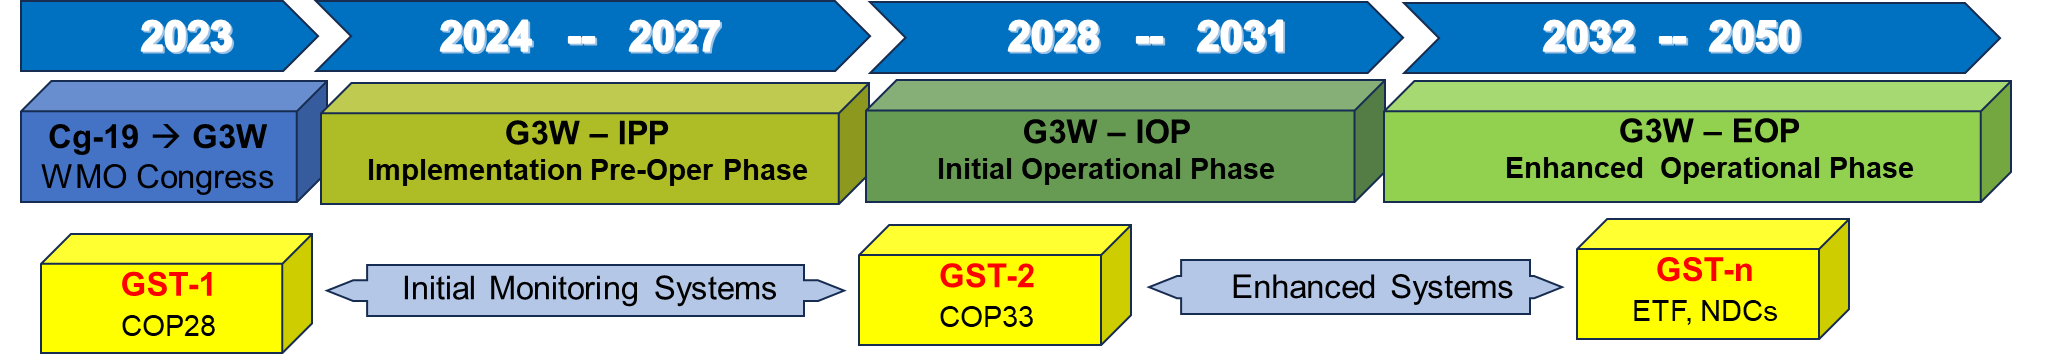 2023
2024 -- 2027
2028 -- 2031
2032 -- 2050
Cg-19 → G3W
WMO Congress
G3W – IPP
Implementation Pre-Oper Phase
G3W – IOP
Initial Operational Phase
G3W – EOP
Enhanced Operational Phase
GST-1
COP28
Initial Monitoring Systems
GST-2
COP33
Enhanced Systems
GST-n
ETF, NDCs